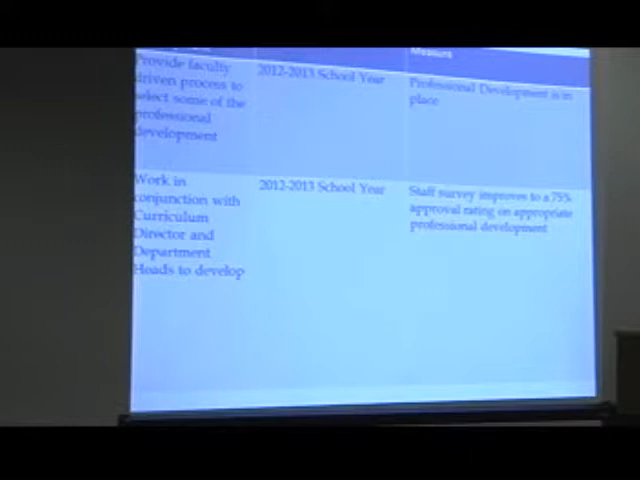 Measure
Provide faculty
driven process to
select some of the
professional
development
2012-2013 School Year
Professional Development is in
place
Work in
conjunction with
Curriculum
Director and
Department
Heads to develop
2012-2013 School Year
Staff survey improves to a 75%
approval rating on appropriate
professional development